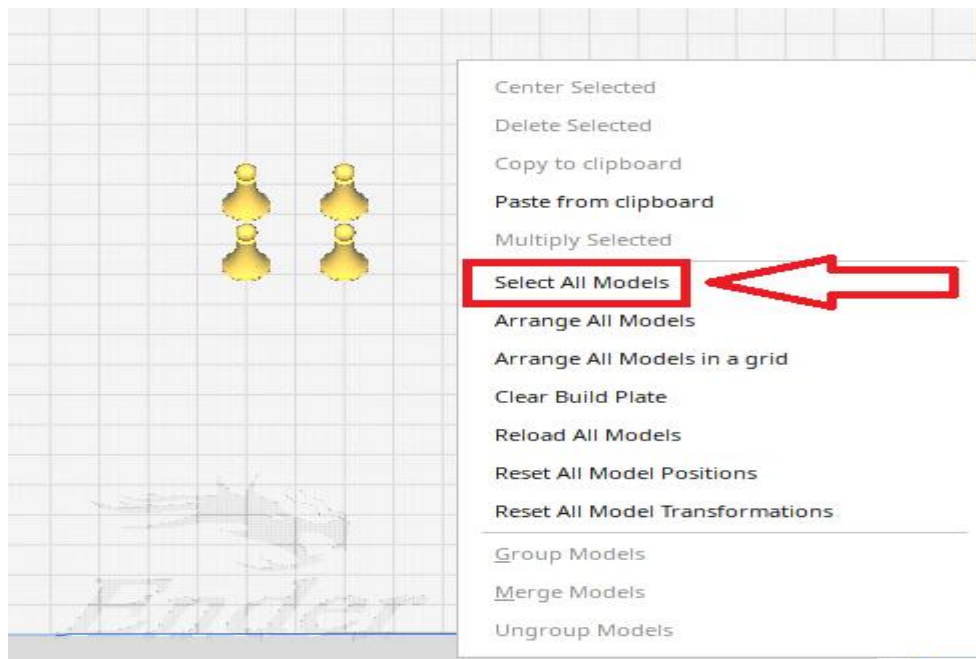 Center Selected
Delete Selected
Copy to clipboard
Paste from clipboard
Multiply Selected
Select All Models
Arrange All Models
Arrange All Models in a grid
Clear Build Plate
Reload All Models
Reset All Model Positions
Reset All Model Transformations
Group Models
Merge Models
Ungroup Models
Ender